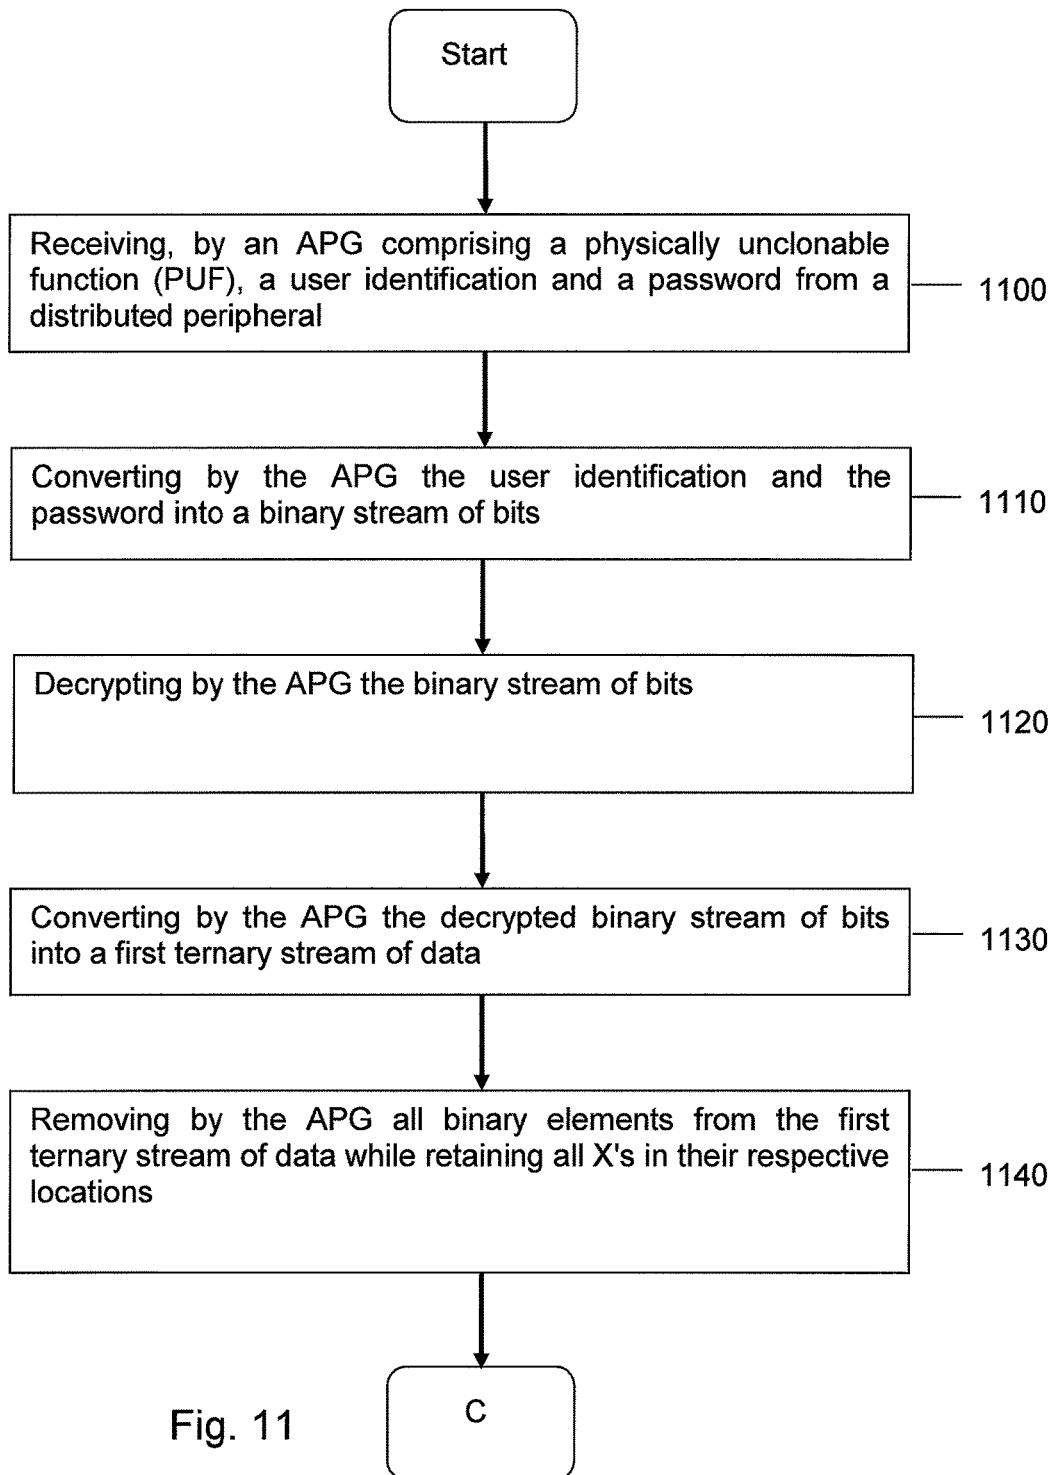 Start
Receiving, by an APG comprising a physically unclonable
function (PUF), a user identification and a password from a
distributed peripheral
1100
Converting by the APG the user identification and the
password into a binary stream of bits
1110
Decrypting by the APG the binary stream of bits
1120
Converting by the APG the decrypted binary stream of bits
into a first ternary stream of data
1130
Removing by the APG all binary elements from the first
ternary stream of data while retaining all X's in their respective
locations
1140
C
Fig. 11